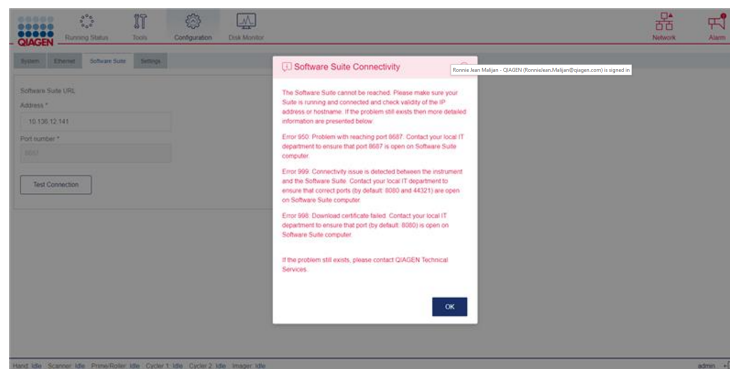 QIAGEN
Running Status
Tools
Configuration
Disk Monitor
Network
Alarm
System
Ethernet
Software Suite
Settings
Software Suite URL
Address *
10.136.12.141
Port number *
8687
Test Connection
Software Suite Connectivity
RonnieJean Malijan - QIAGEN (RonnieJean.Malijan@qiagen.com) is signed in
The Software Suite cannot be reached. Please make sure your
Suite is running and connected and check validity of the IP
address or hostname. If the problem still exists then more detailed
information are presented below.
Error 950: Problem with reaching port 8687. Contact your local IT
department to ensure that port 8687 is open on Software Suite
computer.
Error 999: Connectivity issue is detected between the instrument
and the Software Suite. Contact your local IT department to
ensure that correct ports (by default: 8080 and 44321) are open
on Software Suite computer.
Error 998: Download certificate failed. Contact your local IT
department to ensure that port (by default: 8080) is open on
Software Suite computer.
If the problem still exists, please contact QIAGEN Technical
Services.
OK
Hand: Idle Scanner: Idle Prime/Roller: Idle Cycler 1: Idle Cycler 2: Idle Imager: Idle
admin